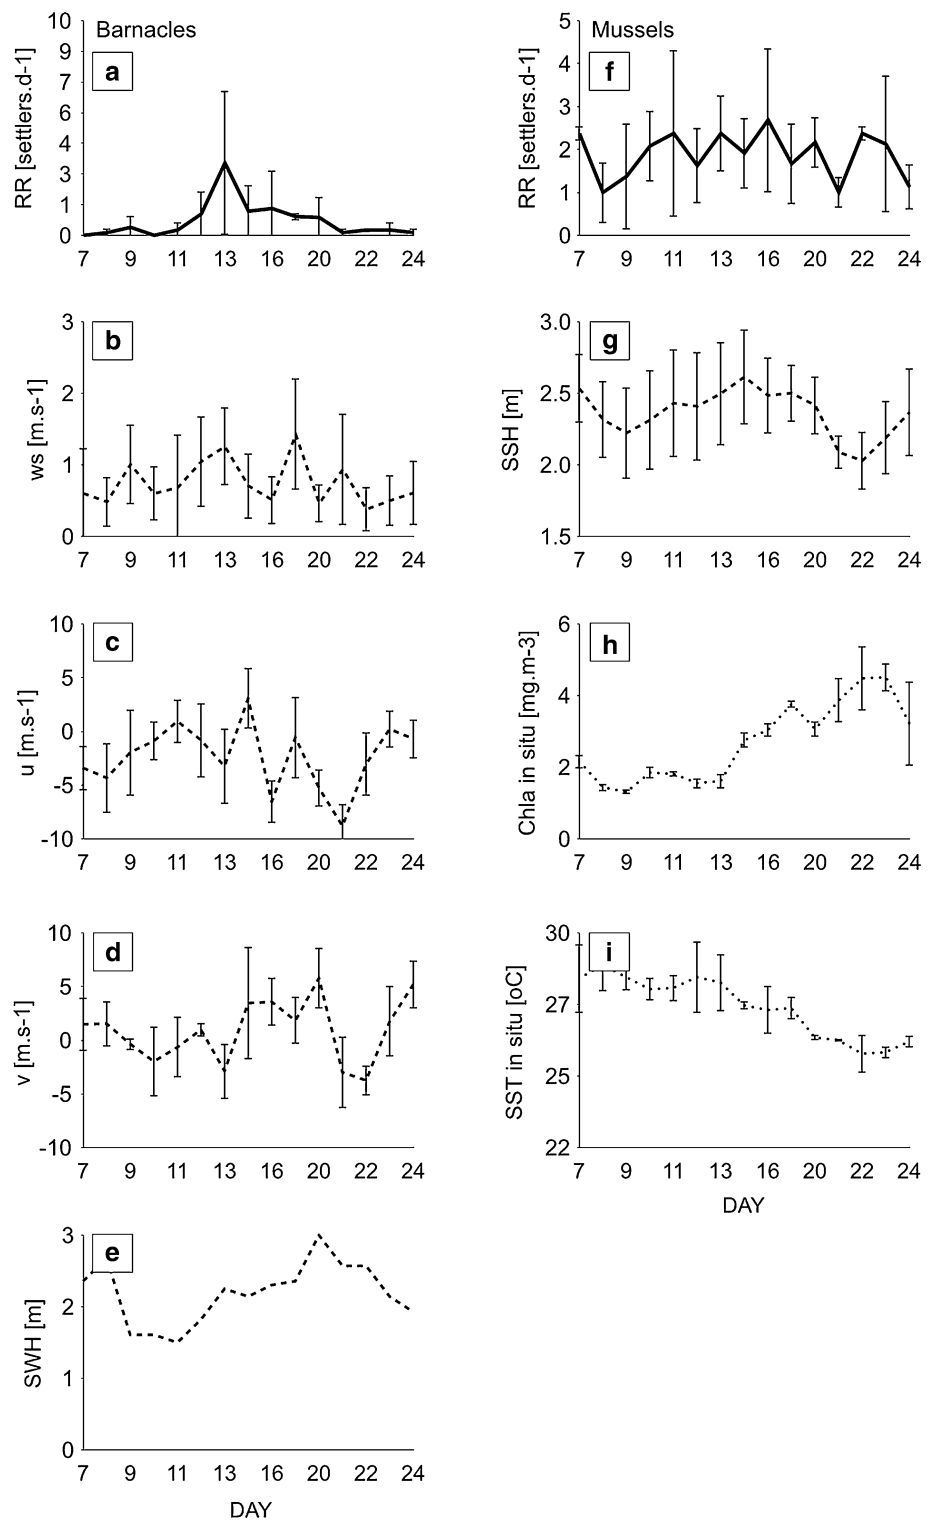 Barnacles
a
RR [settlers.d-1]
10
9
7
6
4
3
1
0
7 9 11 13 16 20 22 24
Mussels
f
RR [settlers.d-1]
5
4
3
2
1
0
7 9 11 13 16 20 22 24
b
ws [m.s-1]
3
2
1
0
7 9 11 13 16 20 22 24
g
SSH [m]
3.0
2.5
2.0
1.5
7 9 11 13 16 20 22 24
c
u [m.s-1]
10
5
0
-5
-10
7 9 11 13 16 20 22 24
h
Chla in situ [mg.m-3]
6
4
2
0
7 9 11 13 16 20 22 24
d
v [m.s-1]
10
5
0
-5
-10
7 9 11 13 16 20 22 24
i
SST in situ [oC]
30
27
25
22
7 9 11 13 16 20 22 24
DAY
e
SWH [m]
3
2
1
0
7 9 11 13 16 20 22 24
DAY